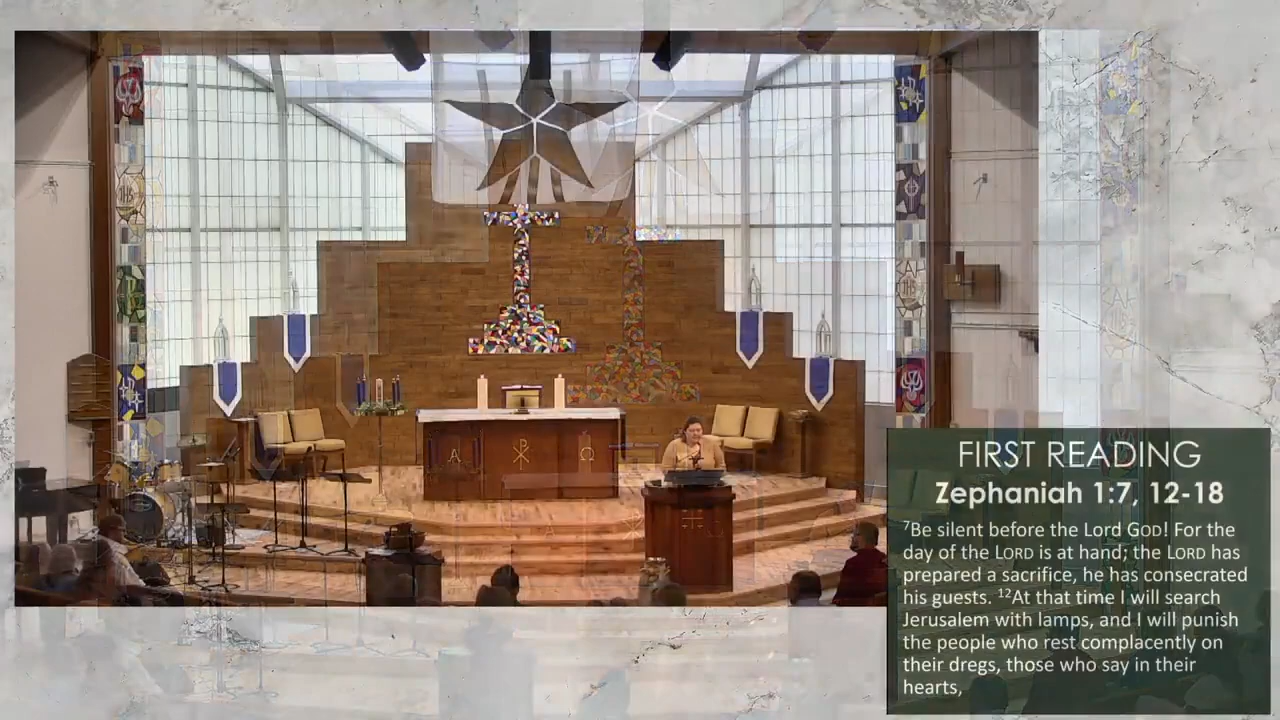 FIRST READING
Zephaniah 1:7, 12-18
⁷Be silent before the Lord GOD! For the
day of the LORD is at hand; the LORD has
prepared a sacrifice, he has consecrated
his guests. ¹²At that time I will search
Jerusalem with lamps, and I will punish
the people who rest complacently on
their dregs, those who say in their
hearts,
Α
Ω